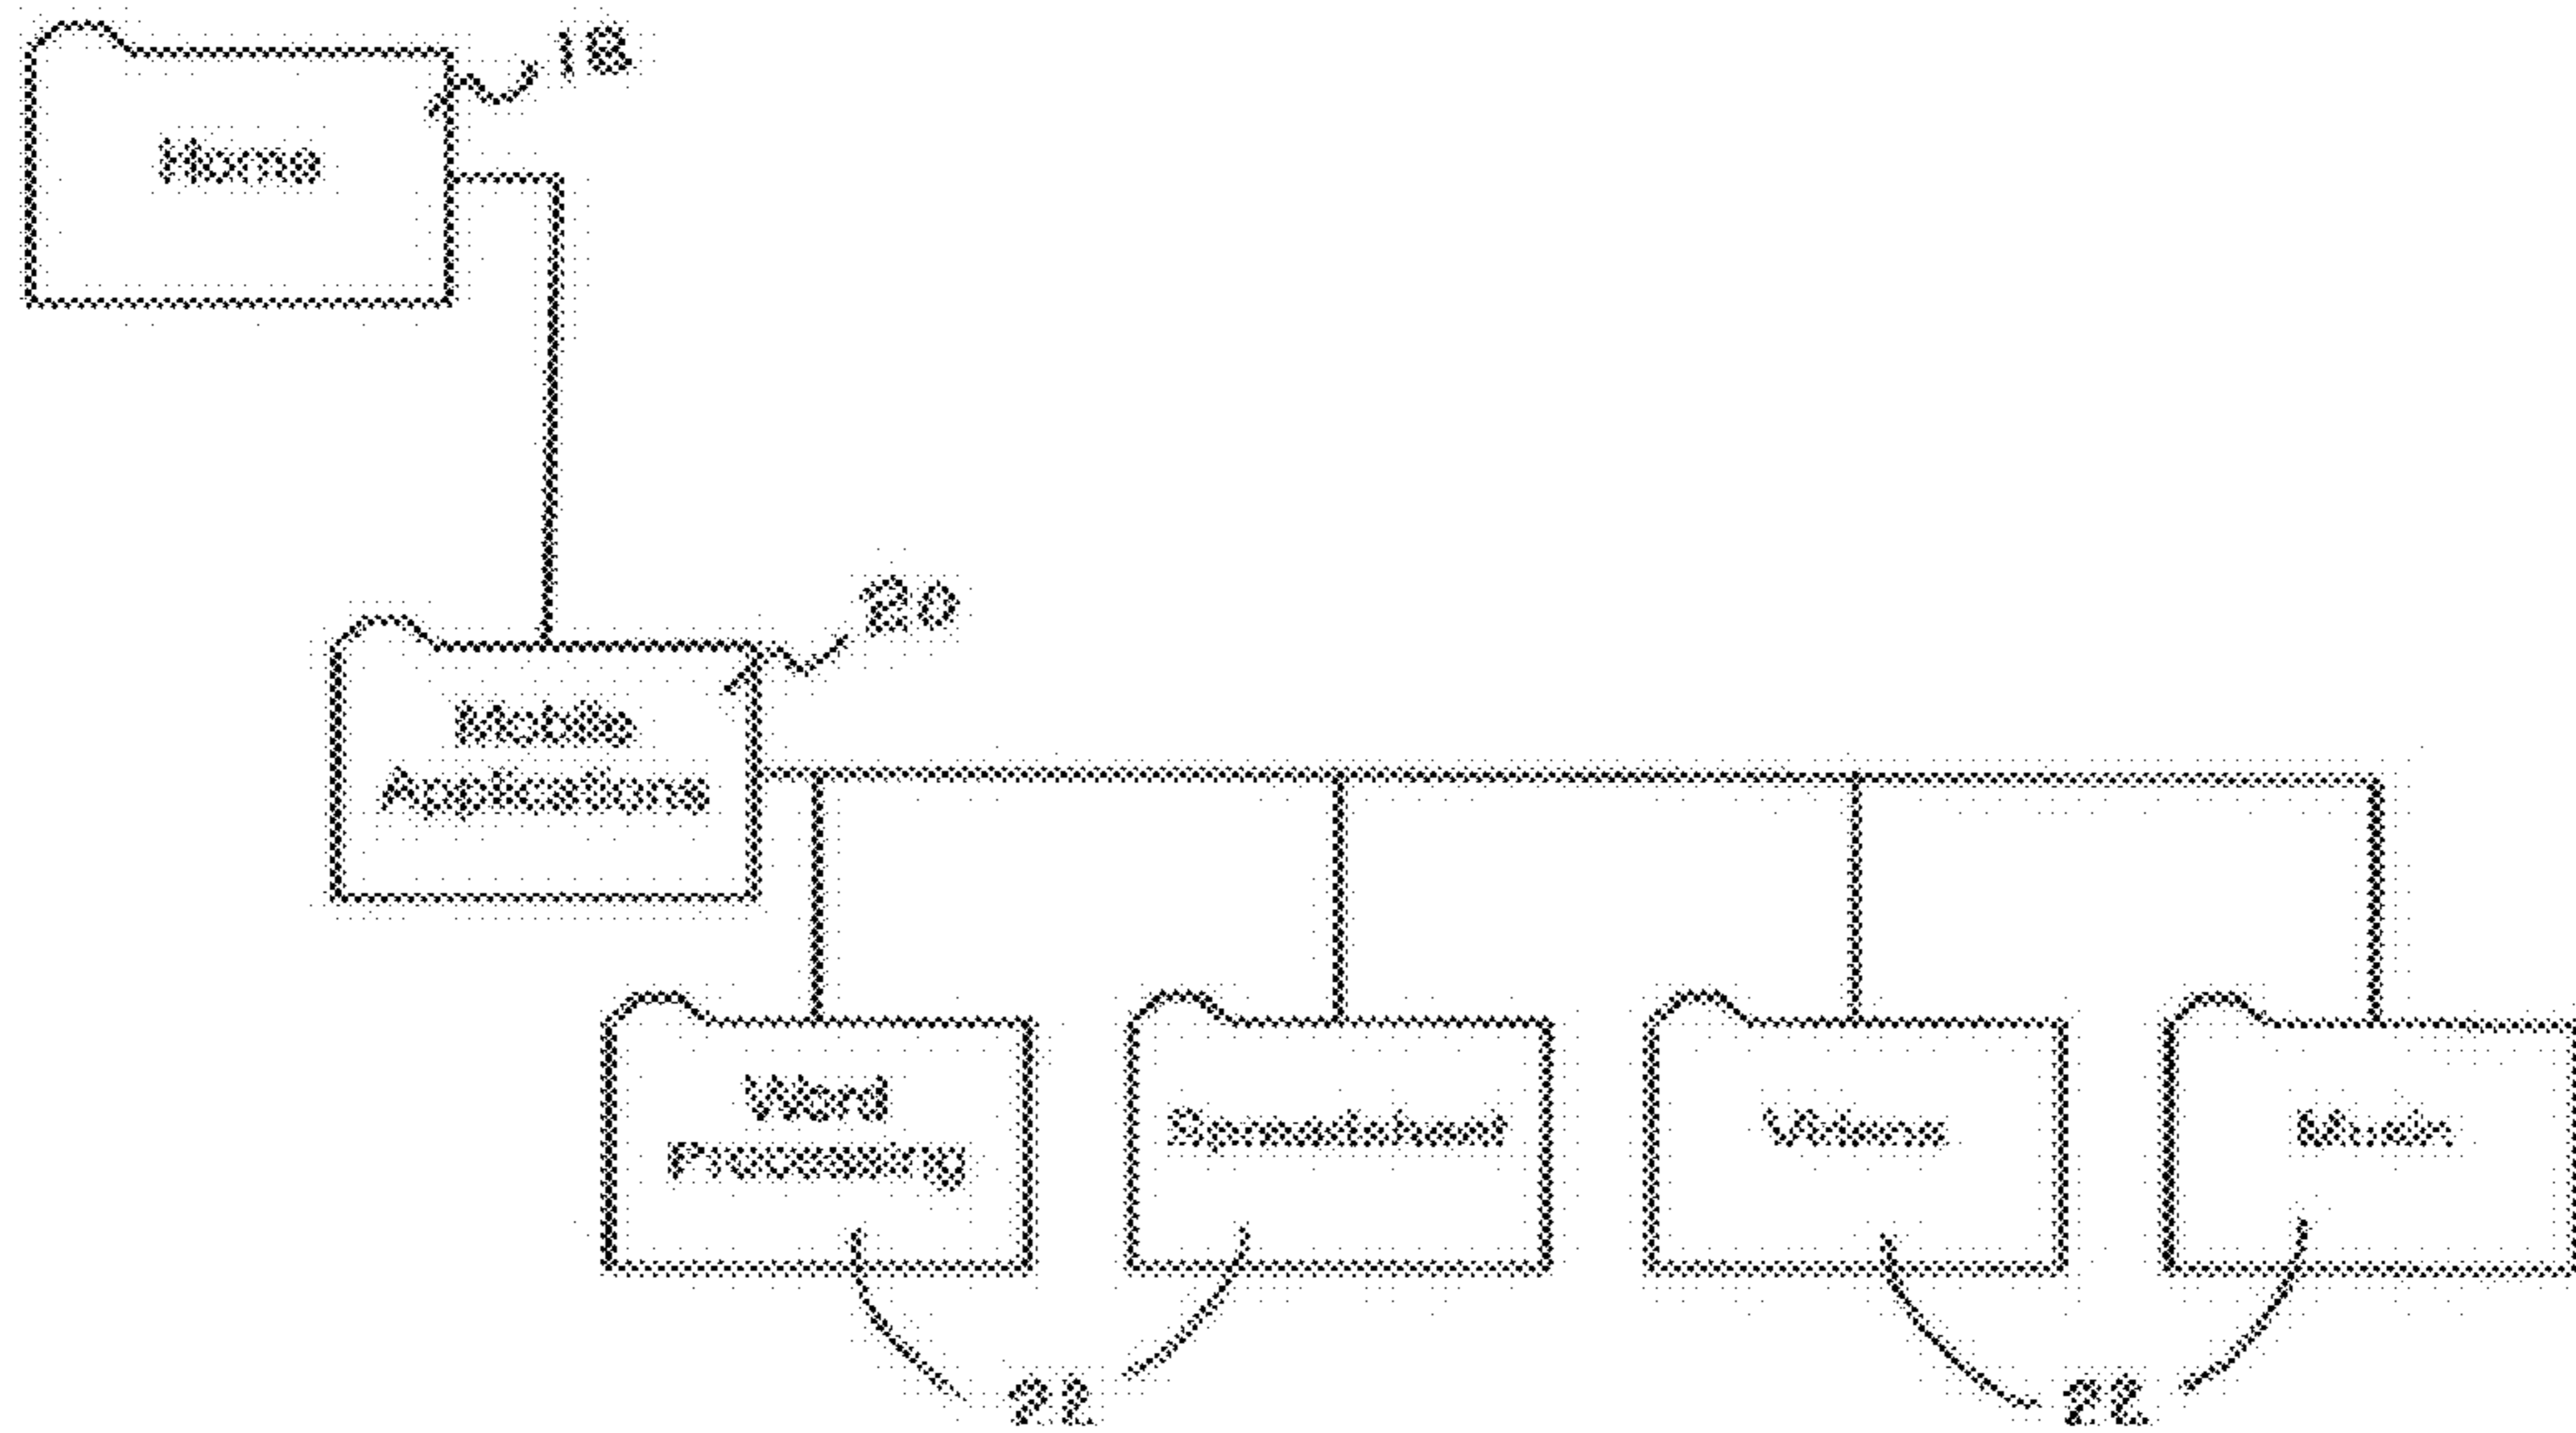 18
Home
20
Mobile
Applications
Word
Processing
Spreadsheet
Videos
Music
22
22